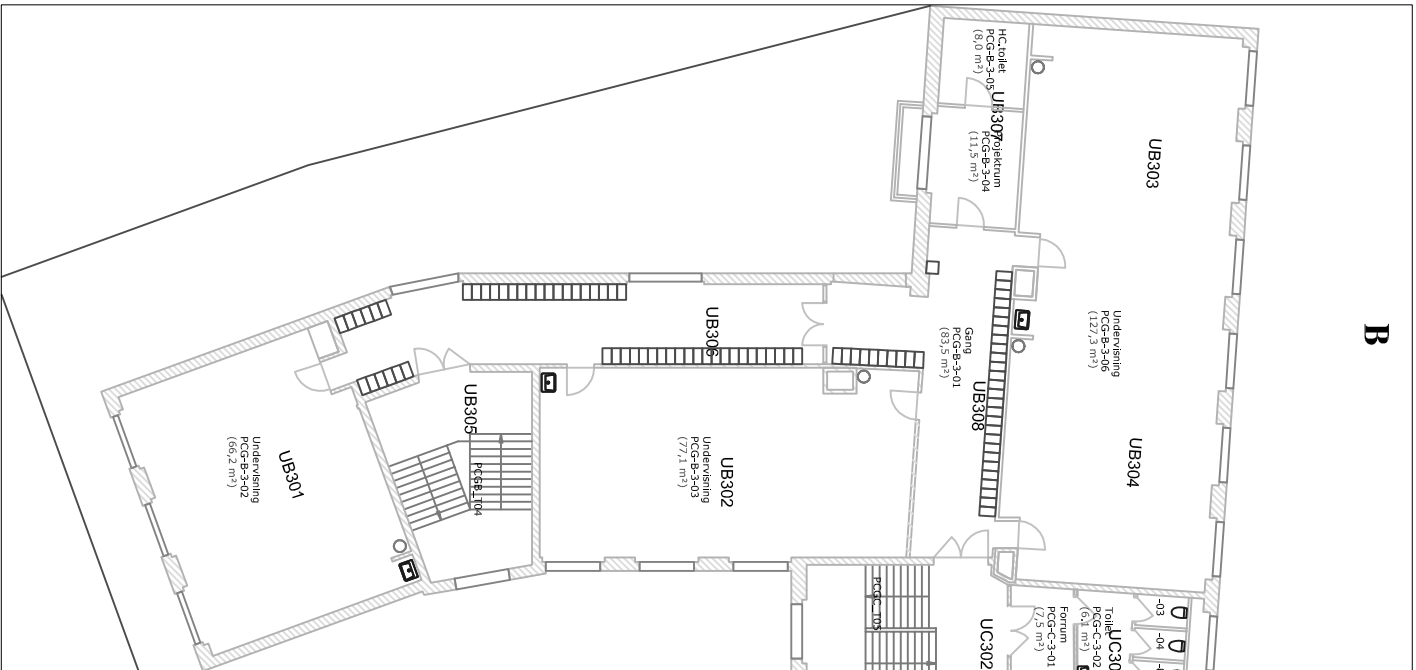 HC.toilet
PCG-B-3-05
(8,0 m²)
UB307
Projektrum
PCG-B-3-04
(11,5 m²)
UB303
B
Undervisning
PCG-B-3-06
(127,3 m²)
UB304
Gang
PCG-B-3-01
(83,5 m²)
UB308
UB306
UB305
PCGB_T04
UB302
Undervisning
PCG-B-3-03
(77,1 m²)
UB301
Undervisning
PCG-B-3-02
(66,2 m²)
PCGC_T05
UC302
Forrum
PCG-C-3-01
(7,5 m²)
Toilet
PCG-C-3-02
(6,1 m²)
UC30
-03
-04